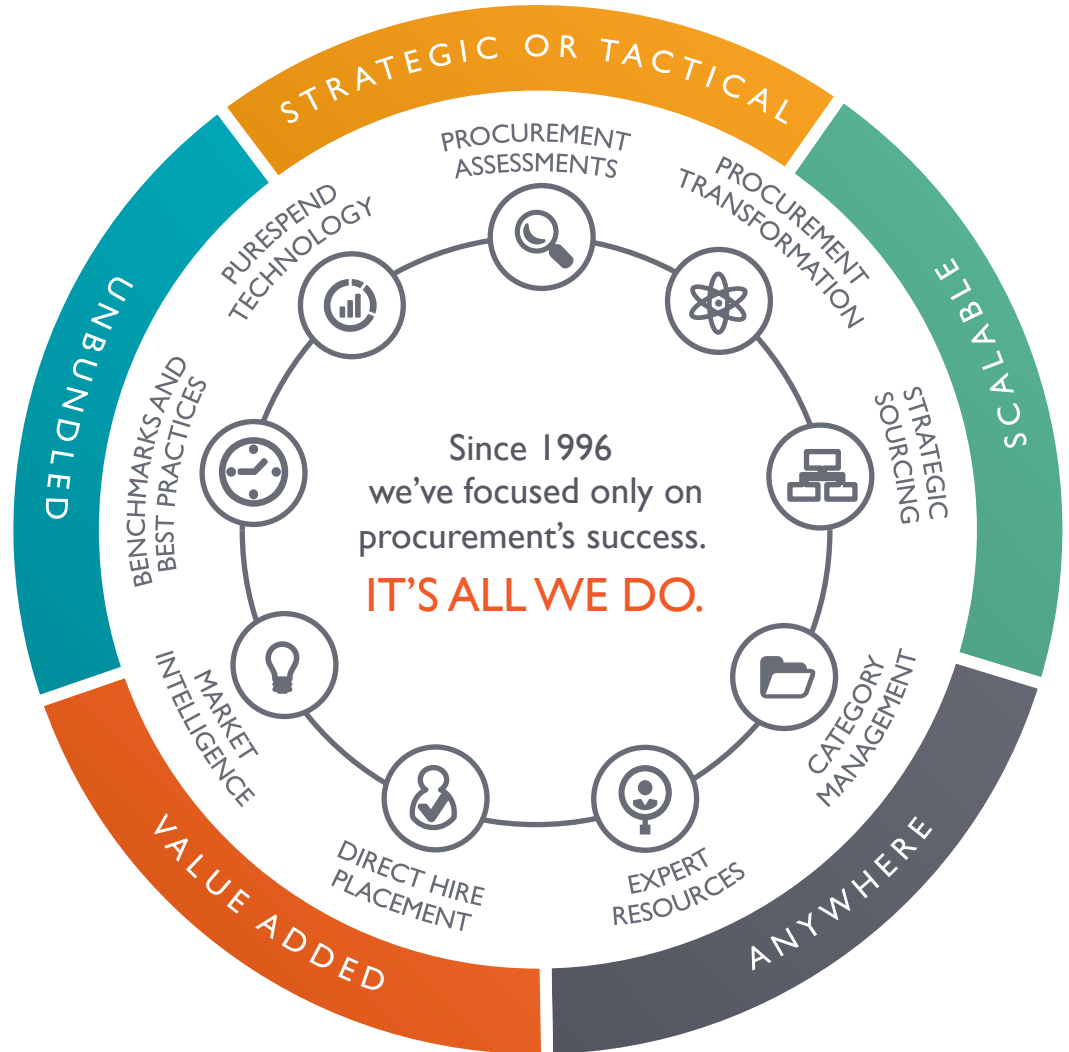 STRATEGIC OR TACTICAL
SCALABLE
ANYWHERE
VALUE ADDED
UNBUNDLED
PROCUREMENT
ASSESSMENTS
PROCUREMENT
TRANSFORMATION
STRATEGIC
SOURCING
CATEGORY
MANAGEMENT
EXPERT
RESOURCES
DIRECT HIRE
PLACEMENT
MARKET
INTELLIGENCE
BENCHMARKS AND
BEST PRACTICES
PURESPEND
TECHNOLOGY
Since 1996
we've focused only on
procurement's success.
IT'S ALL WE DO.